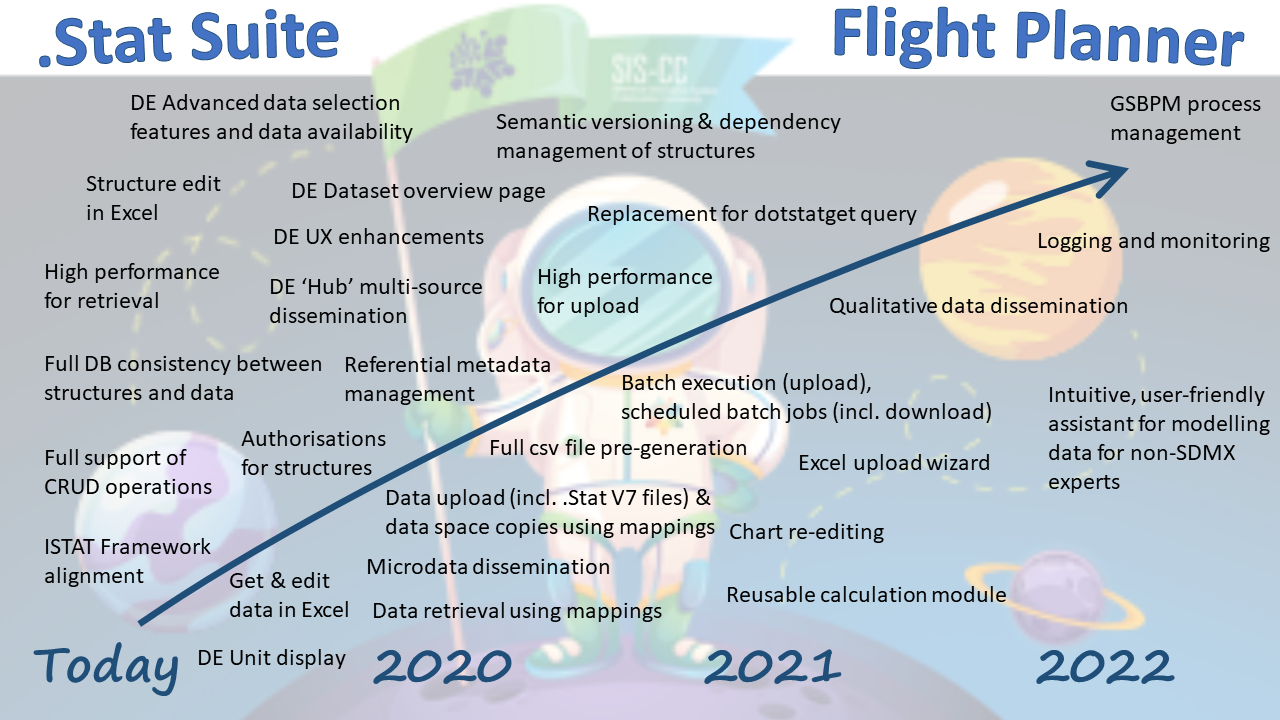 .Stat Suite
Flight Planner
SIS-CC
DE Advanced data selection
features and data availability
Semantic versioning & dependency
management of structures
GSBPM process
management
Structure edit
in Excel
DE Dataset overview page
Replacement for dotstatget query
DE UX enhancements
Logging and monitoring
High performance
for retrieval
DE ‘Hub’ multi-source
dissemination
High performance
for upload
Qualitative data dissemination
Full DB consistency between
structures and data
Referential metadata
management
Batch execution (upload),
scheduled batch jobs (incl. download)
Intuitive, user-friendly
assistant for modelling
data for non-SDMX
experts
Full support of
CRUD operations
Authorisations
for structures
Full csv file pre-generation
Excel upload wizard
Data upload (incl. .Stat V7 files) &
data space copies using mappings
Chart re-editing
ISTAT Framework
alignment
Get & edit
data in Excel
Microdata dissemination
Data retrieval using mappings
Reusable calculation module
Today
DE Unit display
2020
2021
2022